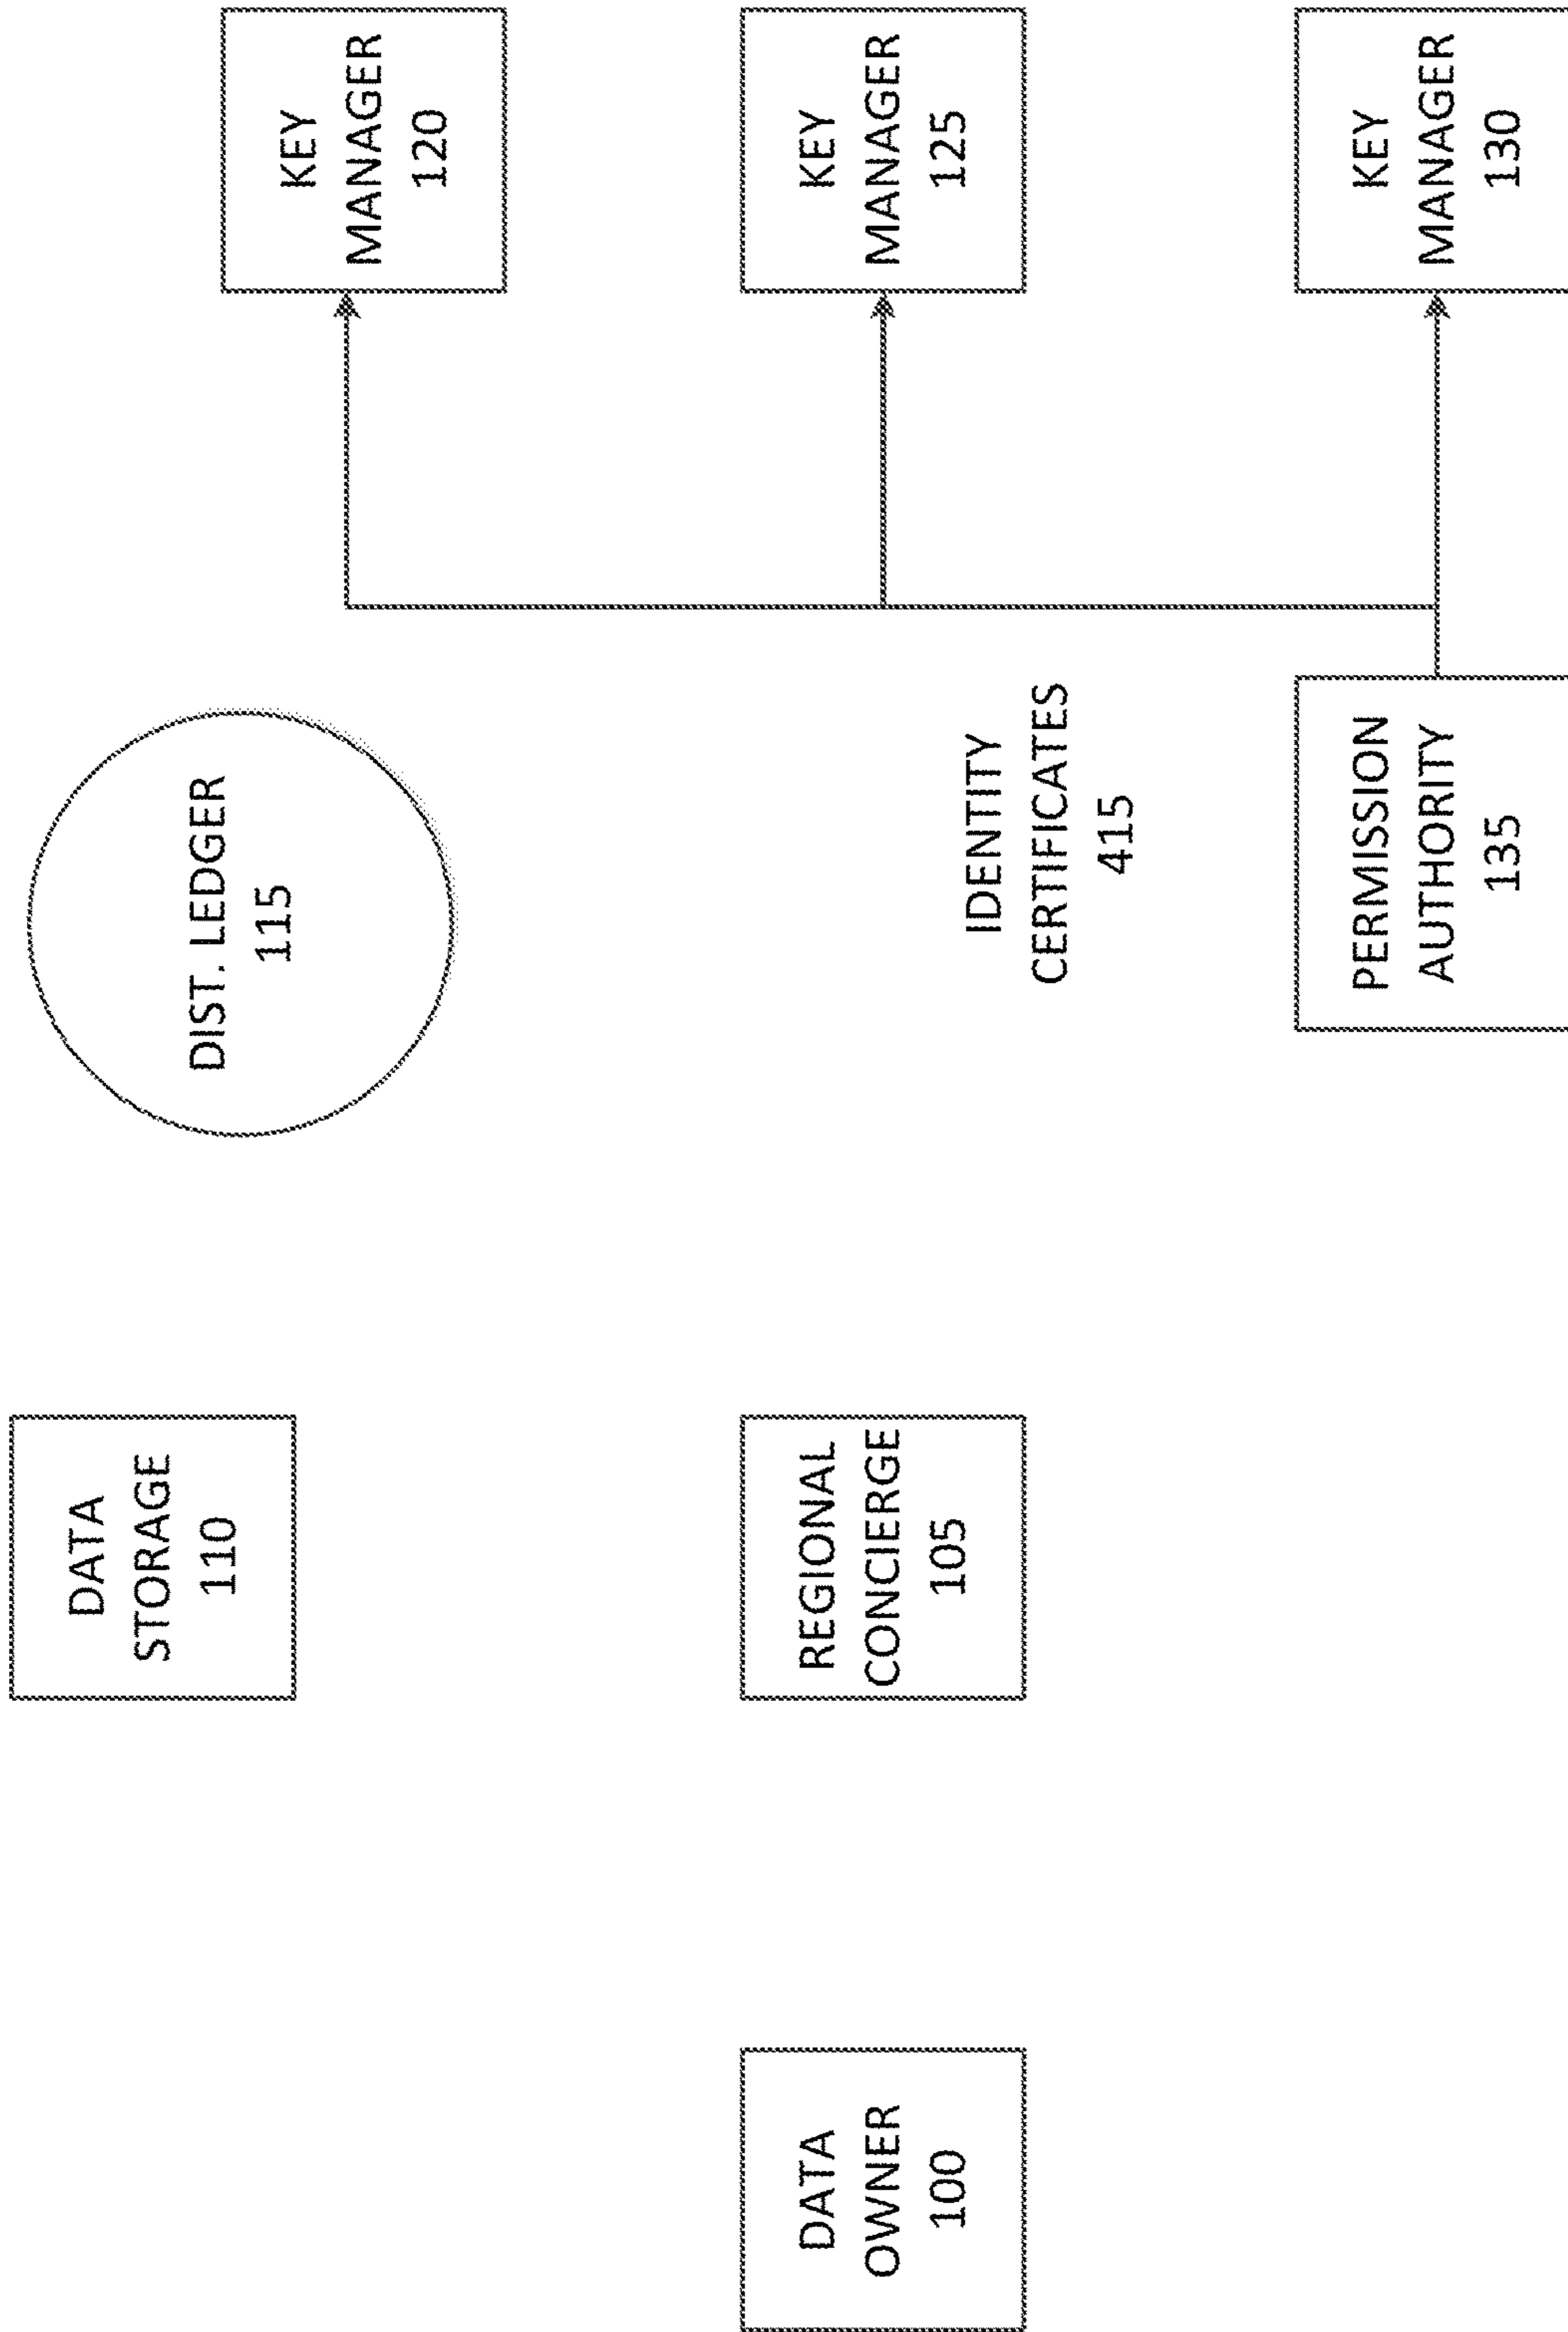 DATA
STORAGE
110
DIST. LEDGER
115
KEY
MANAGER
120
DATA
OWNER
100
REGIONAL
CONCIERGE
105
KEY
MANAGER
125
IDENTITY
CERTIFICATES
415
PERMISSION
AUTHORITY
135
KEY
MANAGER
130